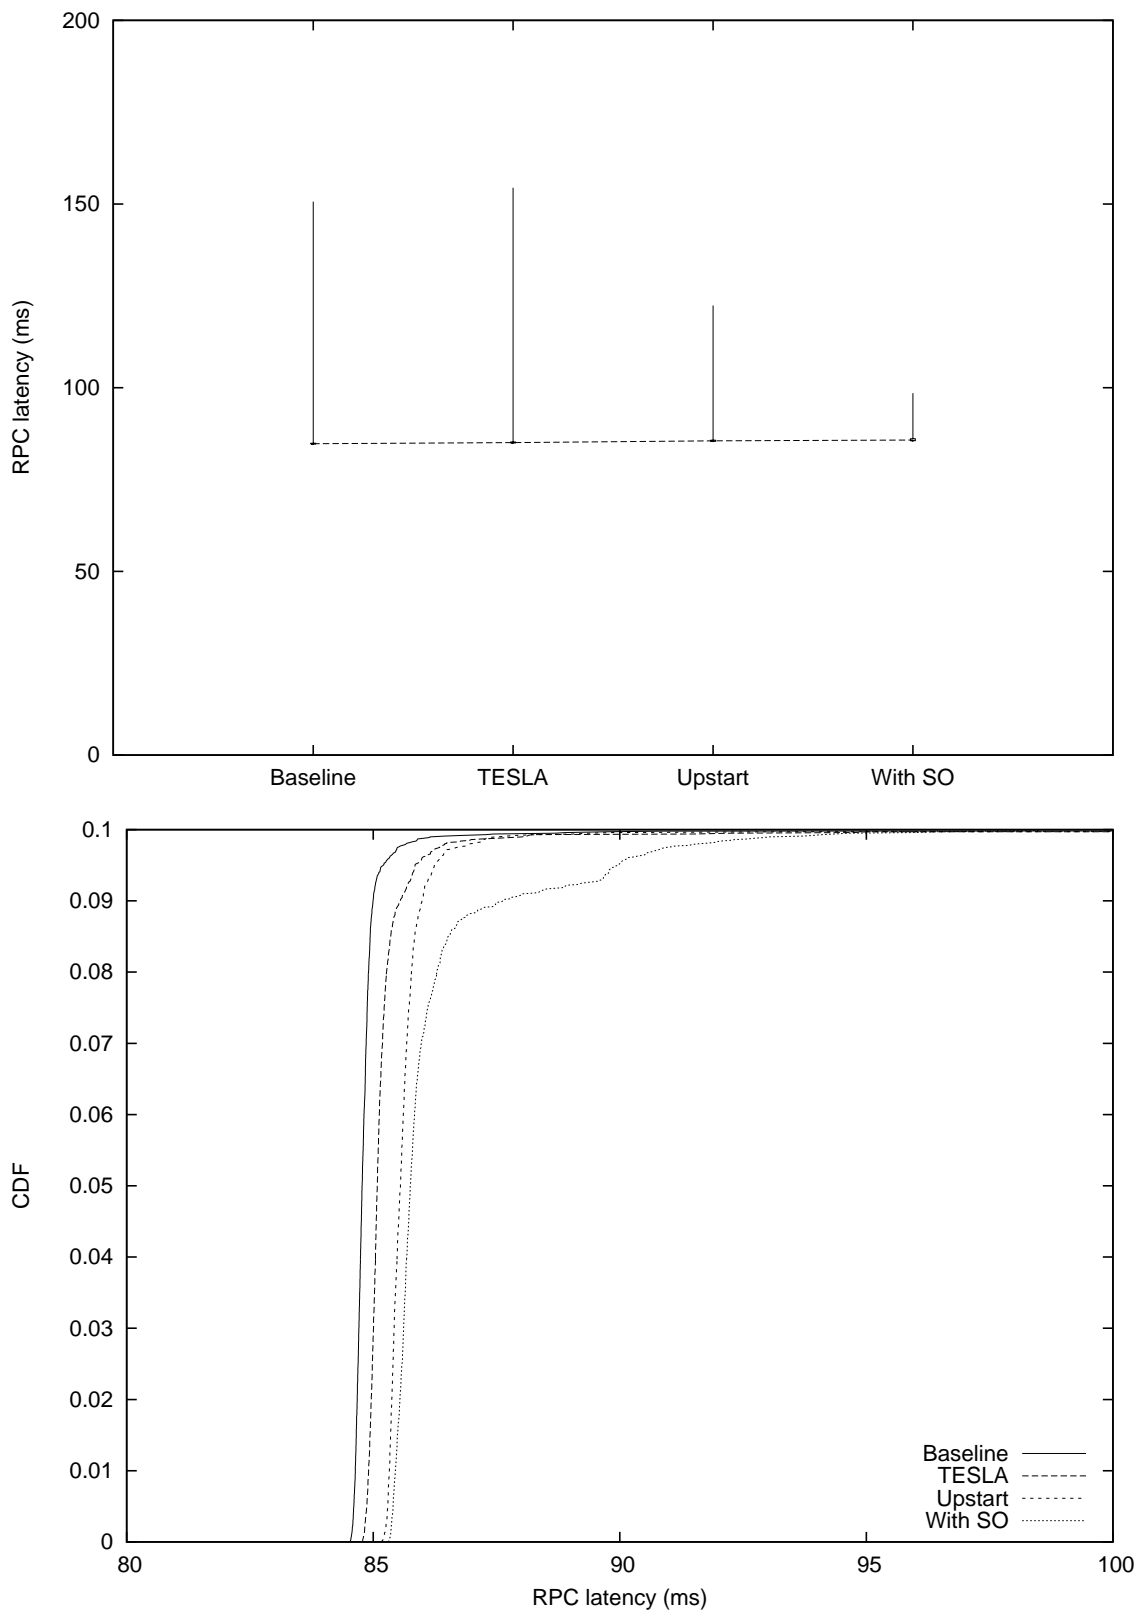 200
150
100
50
0
RPC latency (ms)
Baseline TESLA Upstart With SO
0.1
0.09
0.08
0.07
0.06
0.05
0.04
0.03
0.02
0.01
0
CDF
Baseline
TESLA
Upstart
With SO
80 85 90 95 100
RPC latency (ms)